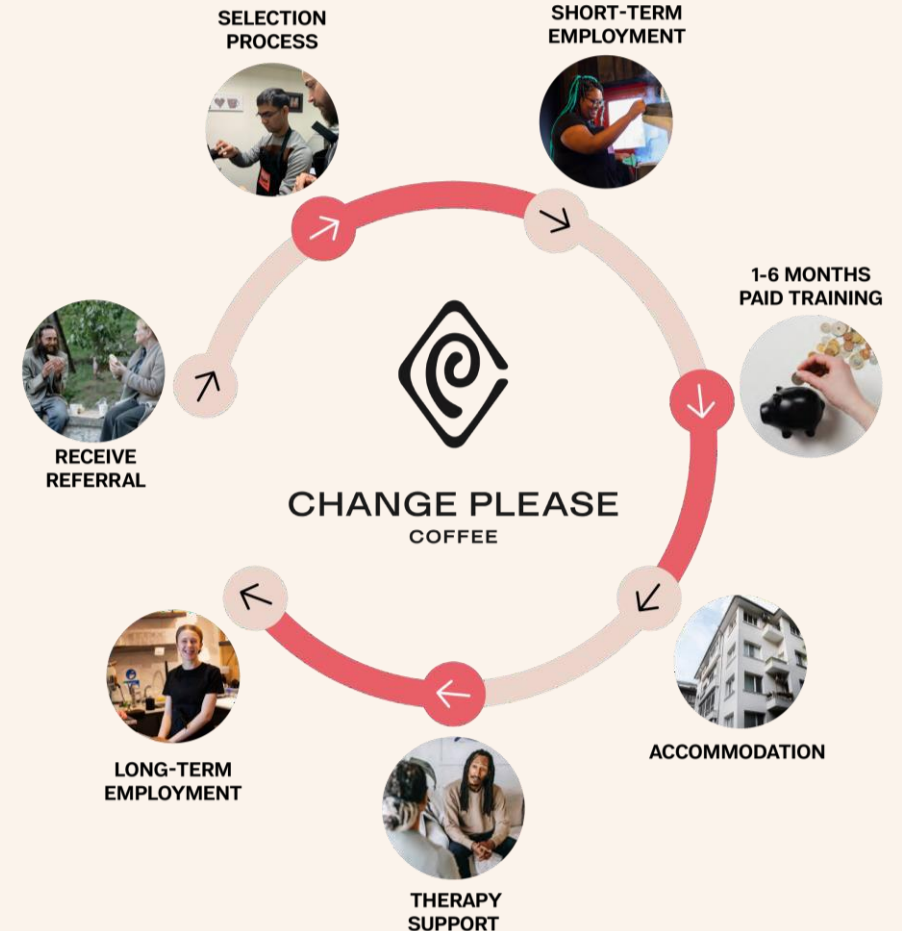 SELECTION
PROCESS
SHORT-TERM
EMPLOYMENT
1-6 MONTHS
PAID TRAINING
RECEIVE
REFERRAL
CHANGE PLEASE
COFFEE
LONG-TERM
EMPLOYMENT
ACCOMMODATION
THERAPY
SUPPORT